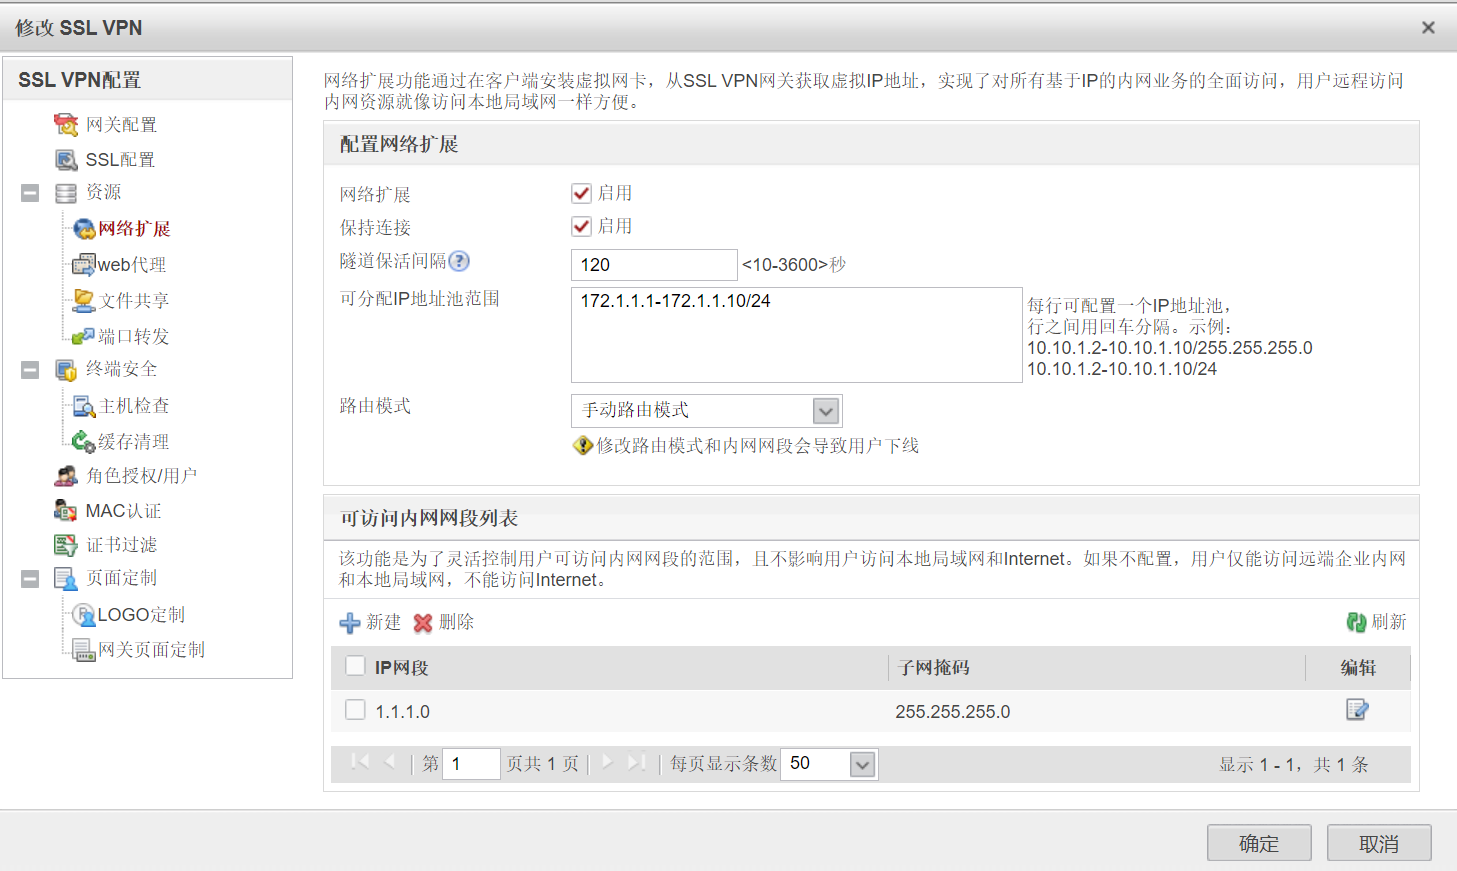 修改 SSL VPN
SSL VPN配置
网关配置
SSL配置
资源
网络扩展
web代理
文件共享
端口转发
终端安全
主机检查
缓存清理
角色授权/用户
MAC认证
证书过滤
页面定制
LOGO定制
网关页面定制
网络扩展功能通过在客户端安装虚拟网卡，从SSL VPN网关获取虚拟IP地址，实现了对所有基于IP的内网业务的全面访问，用户远程访问
内网资源就像访问本地局域网一样方便。
配置网络扩展
网络扩展 启用
保持连接 启用
隧道保活间隔 120 <10-3600>秒
可分配IP地址池范围 172.1.1.1-172.1.1.10/24
每行可配置一个IP地址池，
行之间用回车分隔。示例：
10.10.1.2-10.10.1.10/255.255.255.0
10.10.1.2-10.10.1.10/24
路由模式 手动路由模式
修改路由模式和内网网段会导致用户下线
可访问内网网段列表
该功能是为了灵活控制用户可访问内网网段的范围，且不影响用户访问本地局域网和Internet。如果不配置，用户仅能访问远端企业内网
和本地局域网，不能访问Internet。
新建 删除 刷新
IP网段 子网掩码 编辑
1.1.1.0 255.255.255.0
第 1 页共 1 页 每页显示条数 50 显示 1 - 1，共 1 条
确定 取消